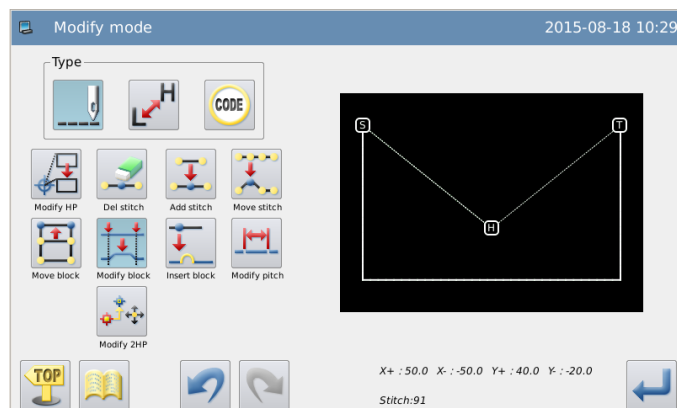 Modify mode 2015-08-18 10:29
Type
L H
CODE
Modify HP Del stitch Add stitch Move stitch
Move block Modify block Insert block Modify pitch
Modify 2HP
S T
H
TOP
X+ : 50.0 X- : -50.0 Y+ : 40.0 Y- : -20.0
Stitch:91